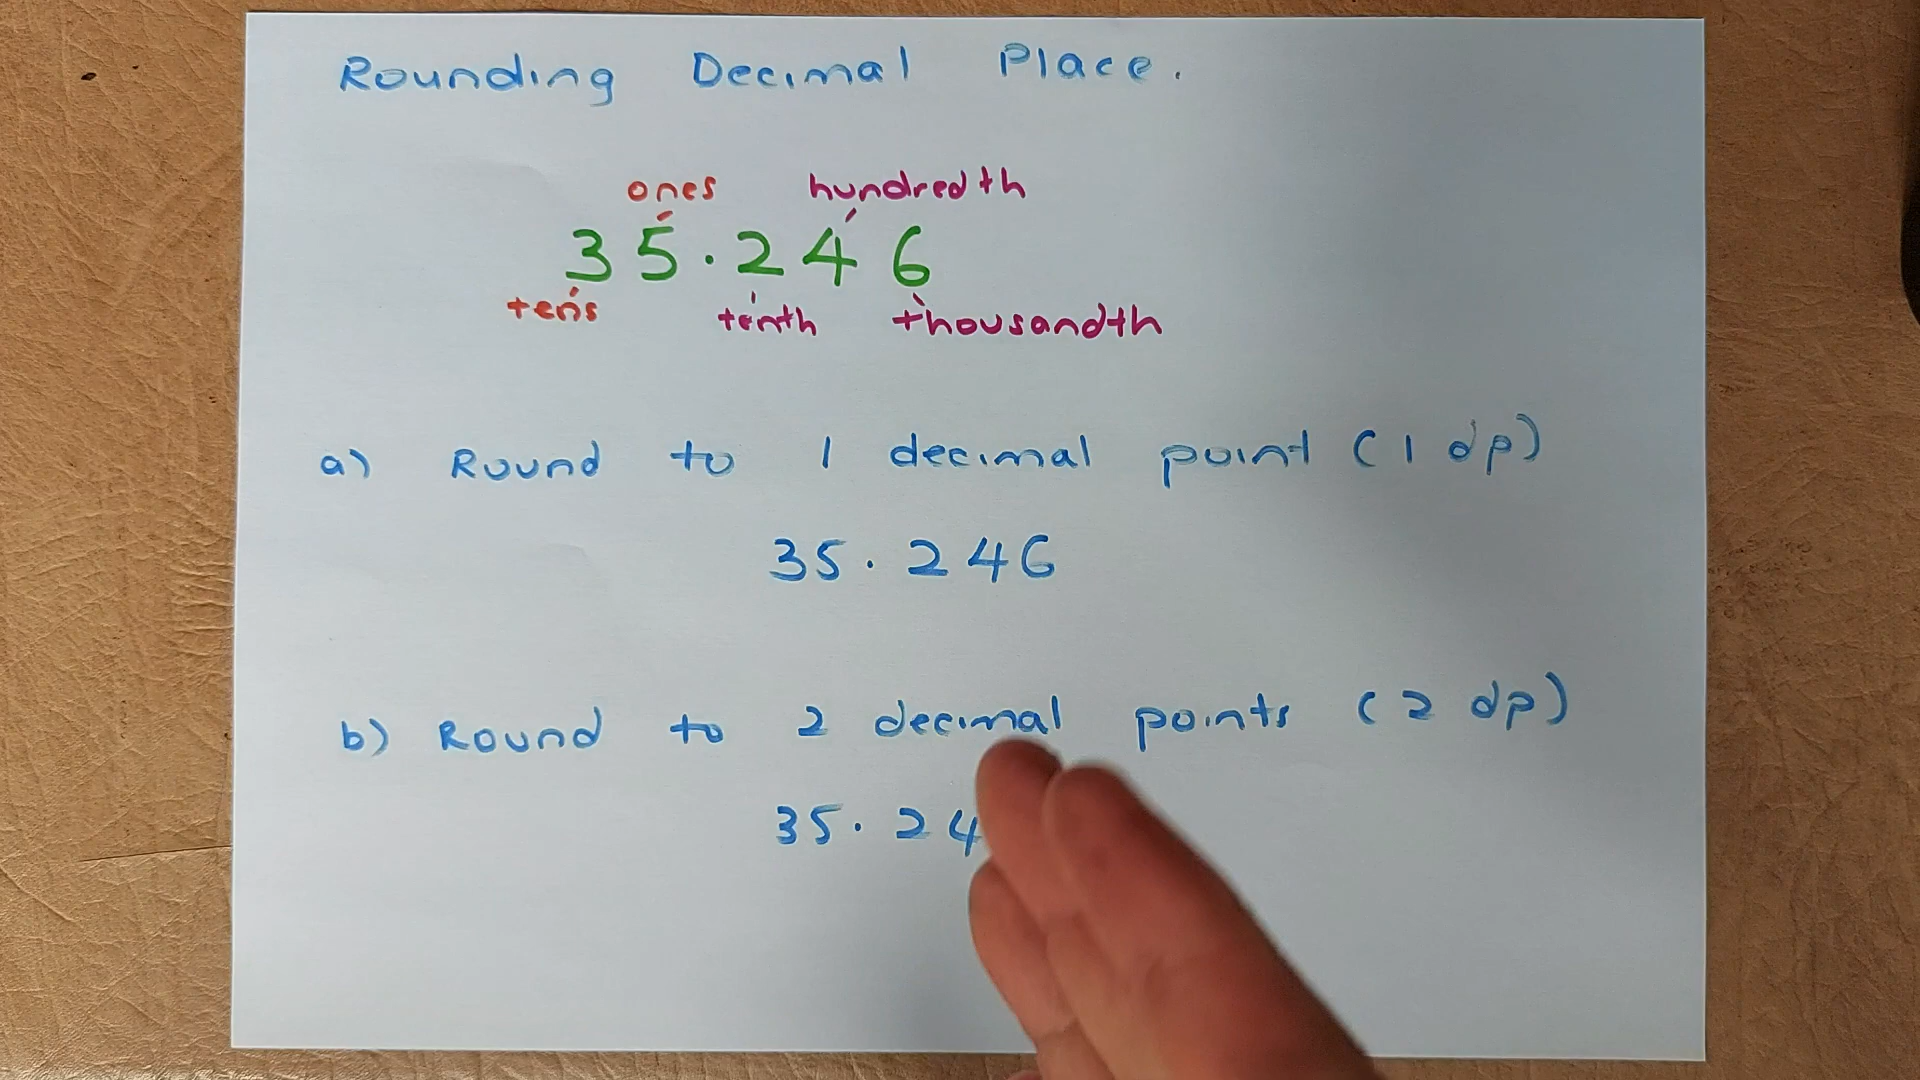 Rounding Decimal Place.
ones hundredth
35.246
tens tenth thousandth
a) Round to 1 decimal point (1 dp)
35.246
b) Round to 2 decimal points (2 dp)
35.24